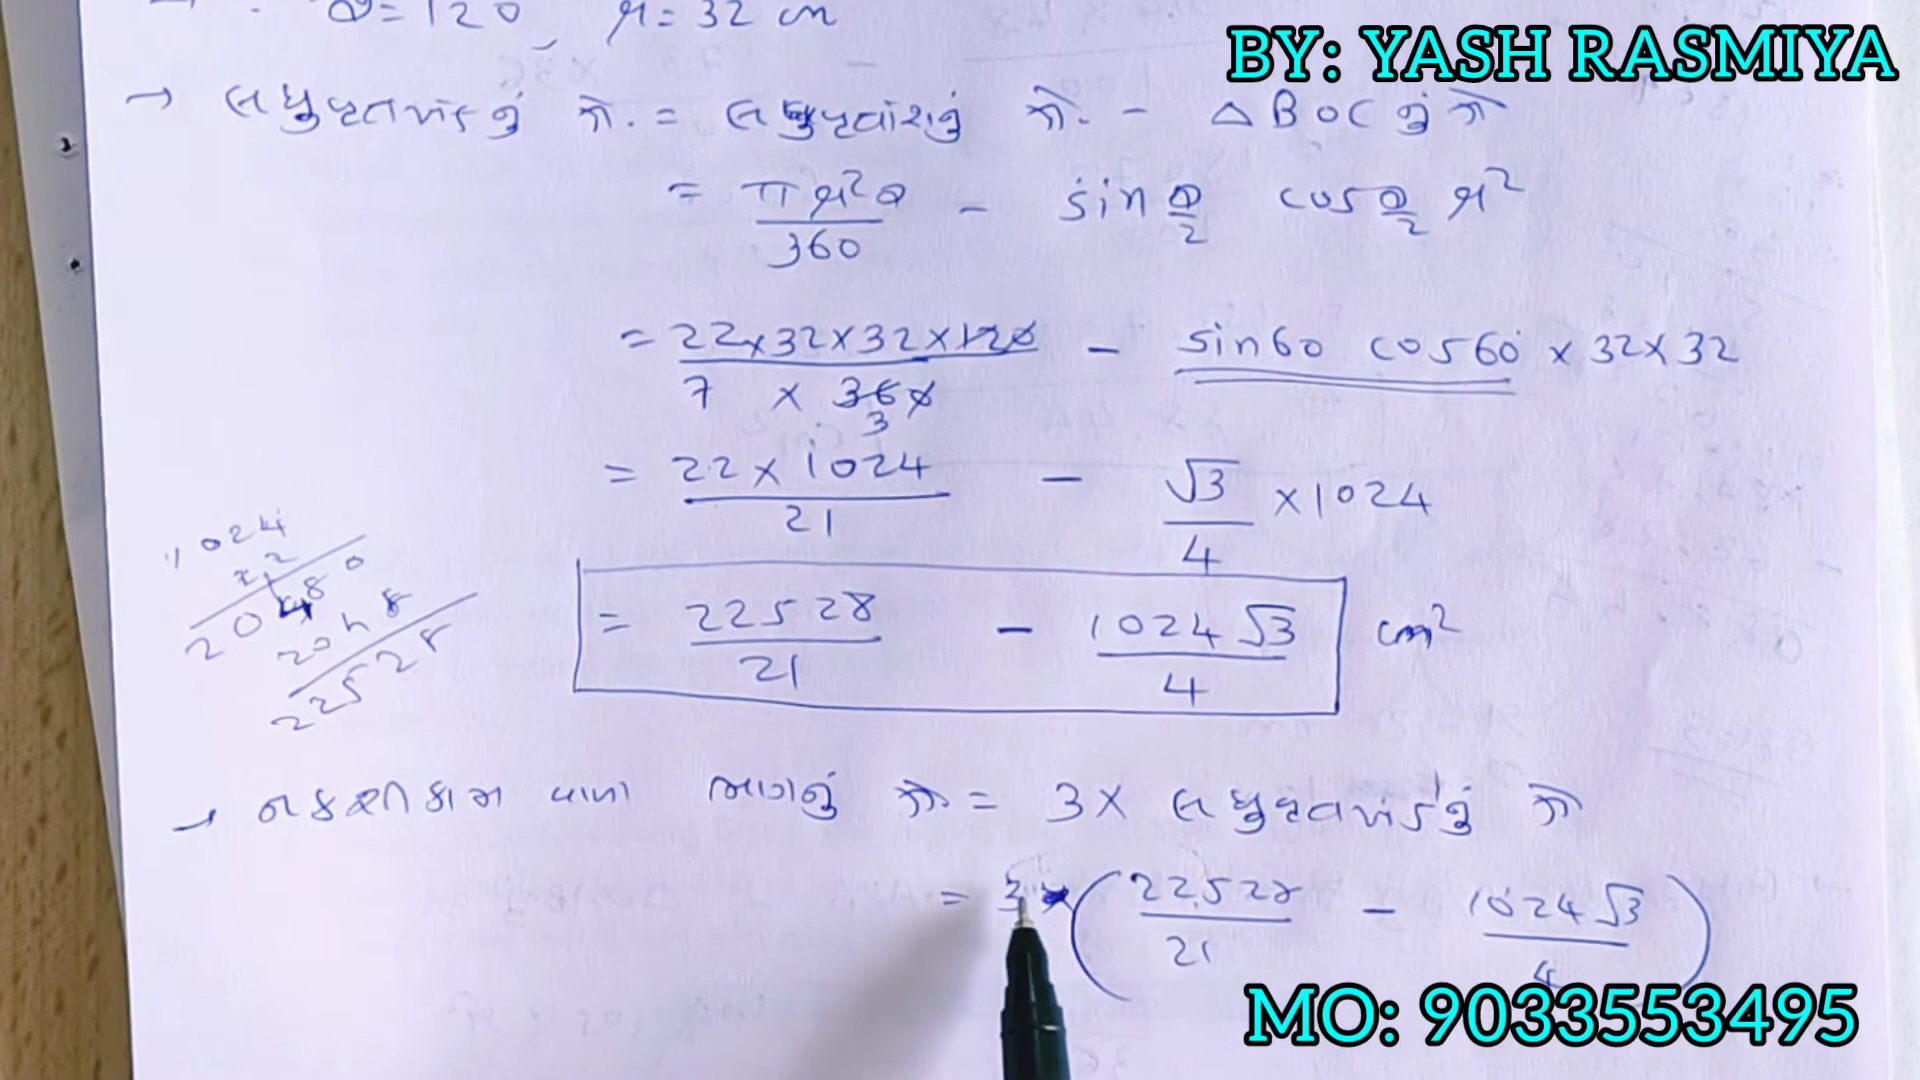 θ = 120, r = 32 cm
BY: YASH RASMIYA
→ લઘુવૃતખંડનું ક્ષે. = લઘુવૃતાંશનું ક્ષે. - △BOC નું ક્ષે
= πr²θ/360 - sin θ/2 cos θ/2 r²
= 22×32×32×120/7 × 360 - sin60 cos60 × 32×32
3
= 22 × 1024/21 - √3/4 × 1024
1024
× 22
20480
2048
22528
= 22528/21 - 1024√3/4 cm²
→ નકશીકામ વાળા ભાગનું ક્ષે = 3 × લઘુવૃતખંડનું ક્ષે
= 3 × (22528/21 - 1024√3/4)
MO: 9033553495